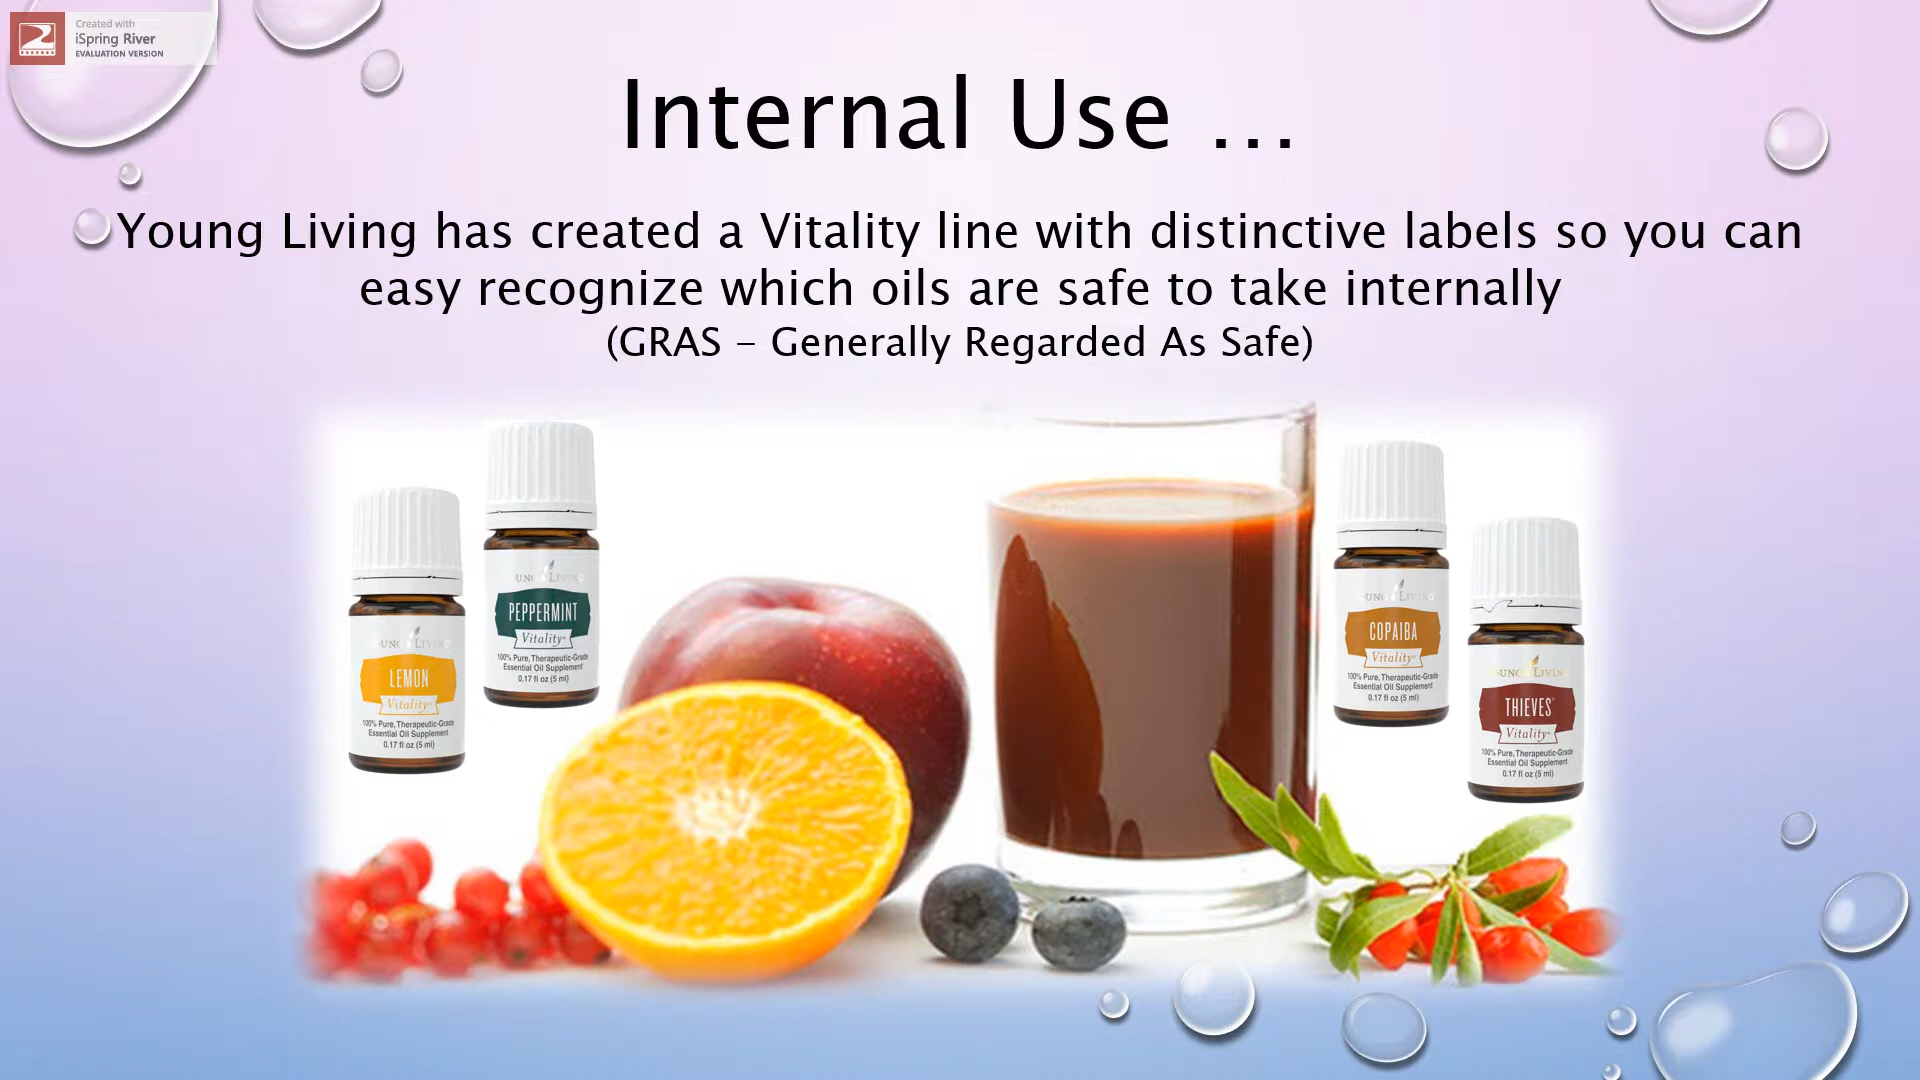 Created with
iSpring River
EVALUATION VERSION
Internal Use ...
Young Living has created a Vitality line with distinctive labels so you can
easy recognize which oils are safe to take internally
(GRAS – Generally Regarded As Safe)
PEPPERMINT
Vitality™
100% Pure, Therapeutic-Grade
Essential Oil Supplement
0.17 fl oz (5 ml)
LEMON
Vitality™
100% Pure, Therapeutic-Grade
Essential Oil Supplement
0.17 fl oz (5 ml)
COPAIBA
Vitality™
100% Pure, Therapeutic-Grade
Essential Oil Supplement
0.17 fl oz (5 ml)
THIEVES®
Vitality™
100% Pure, Therapeutic-Grade
Essential Oil Supplement
0.17 fl oz (5 ml)